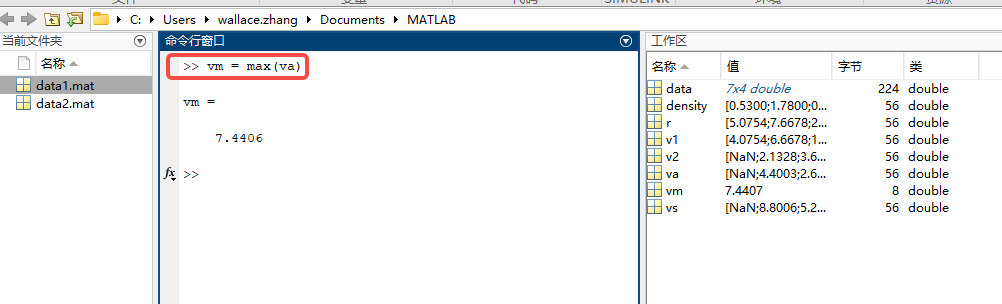 C: Users wallace.zhang Documents MATLAB
当前文件夹
名称
data1.mat
data2.mat
命令行窗口
>> vm = max(va)
vm =
7.4406
fx >>
工作区
名称 值 字节 类
data 7x4 double 224 double
density [0.5300;1.7800;0... 56 double
r [5.0754;7.6678;2... 56 double
v1 [4.0754;6.6678;1... 56 double
v2 [NaN;2.1328;3.6... 56 double
va [NaN;4.4003;2.6... 56 double
vm 7.4407 8 double
vs [NaN;8.8006;5.2... 56 double